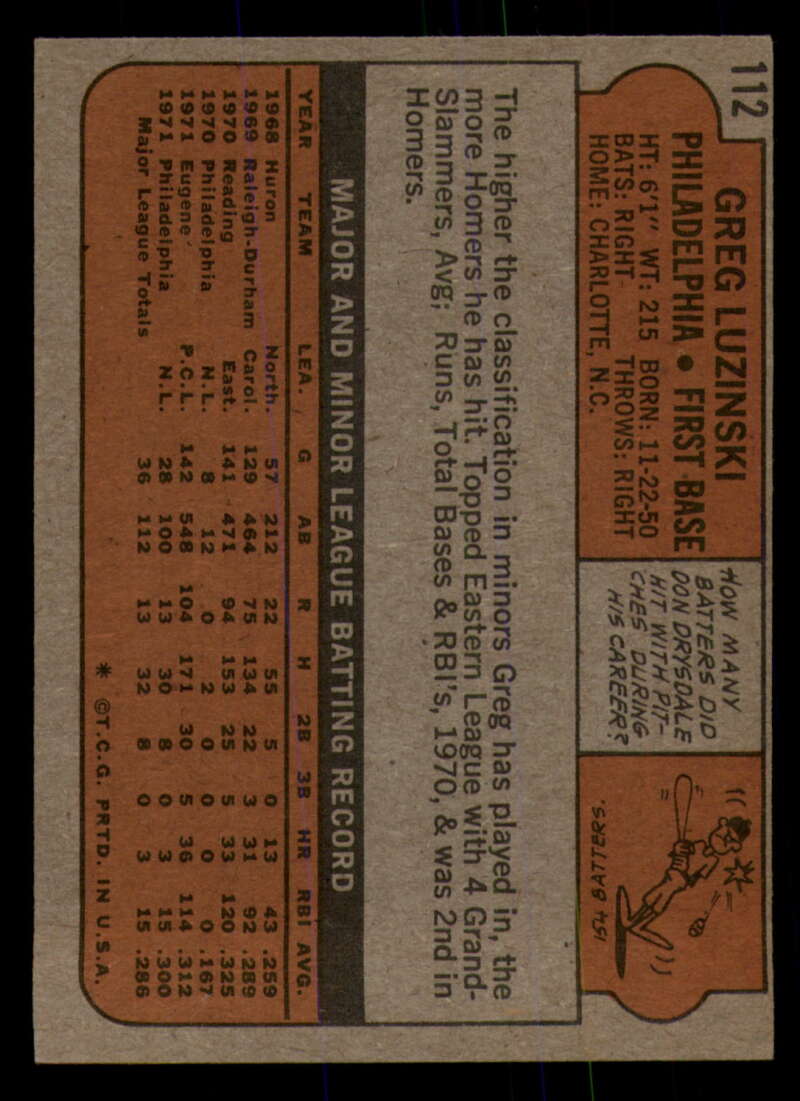 112
GREG LUZINSKI
PHILADELPHIA • FIRST BASE
HT: 6'1" WT: 215 BORN: 11-22-50
BATS: RIGHT THROWS: RIGHT
HOME: CHARLOTTE, N.C.
HOW MANY
BATTERS DID
DON DRYSDALE
HIT WITH PIT-
CHES DURING
HIS CAREER?
154 BATTERS.
The higher the classification in minors Greg has played in, the
more Homers he has hit. Topped Eastern League with 4 Grand-
Slammers, Avg; Runs, Total Bases & RBI's, 1970, & was 2nd in
Homers.
MAJOR AND MINOR LEAGUE BATTING RECORD
YEAR TEAM LEA. G AB R H 2B 3B HR RBI AVG.
1968 Huron North. 57 212 22 55 5 0 13 43 .259
1969 Raleigh-Durham Carol. 129 464 75 134 22 3 31 92 .289
1970 Reading East. 141 471 94 153 25 5 33 120 .325
1970 Philadelphia N.L. 8 12 0 2 0 0 0 0 .167
1971 Eugene P.C.L. 142 548 104 171 30 5 36 114 .312
1971 Philadelphia N.L. 28 100 13 30 8 0 3 15 .300
Major League Totals 36 112 13 32 8 0 3 15 .286
* ©T.C.G. PRTD. IN U.S.A.